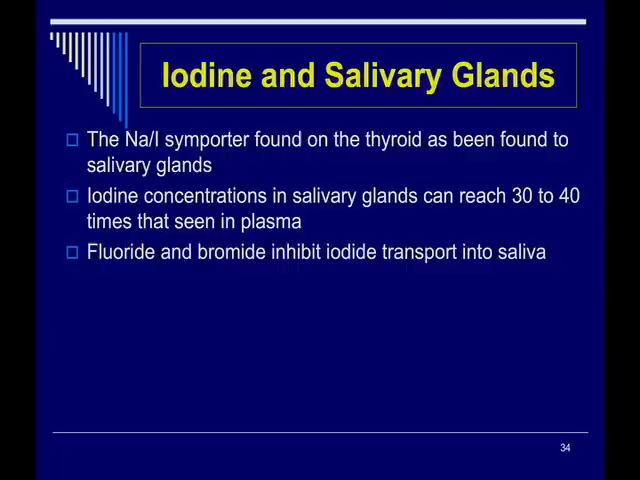 Iodine and Salivary Glands
The Na/I symporter found on the thyroid as been found to
salivary glands
Iodine concentrations in salivary glands can reach 30 to 40
times that seen in plasma
Fluoride and bromide inhibit iodide transport into saliva
34